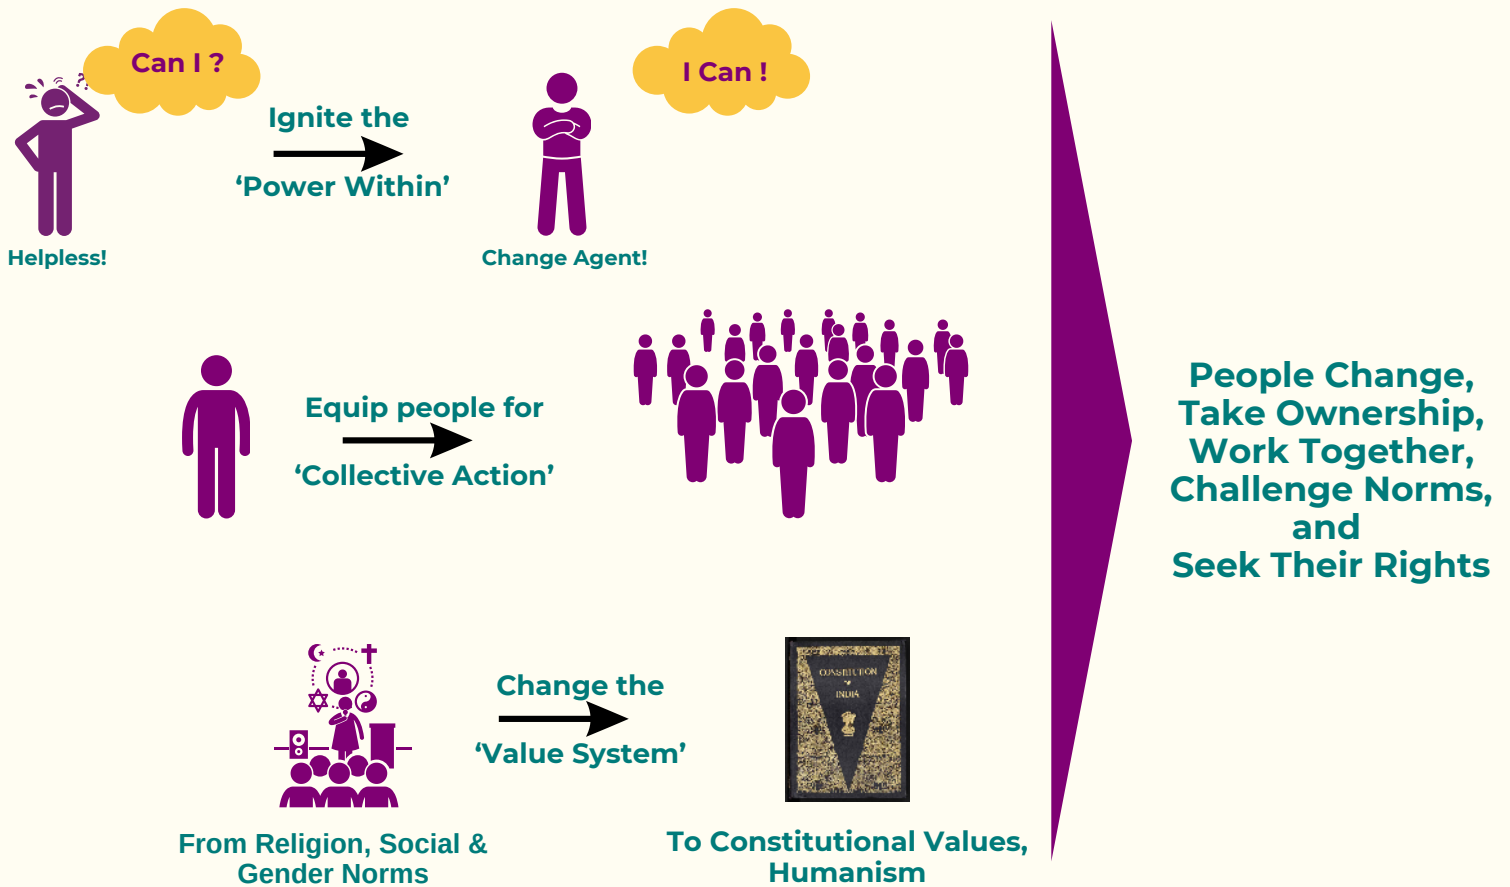 Can I ?
I Can !
Ignite the
‘Power Within’
Helpless!
Change Agent!
Equip people for
‘Collective Action’
People Change,
Take Ownership,
Work Together,
Challenge Norms,
and
Seek Their Rights
Change the
‘Value System’
CONSTITUTION
INDIA
From Religion, Social &
Gender Norms
To Constitutional Values,
Humanism